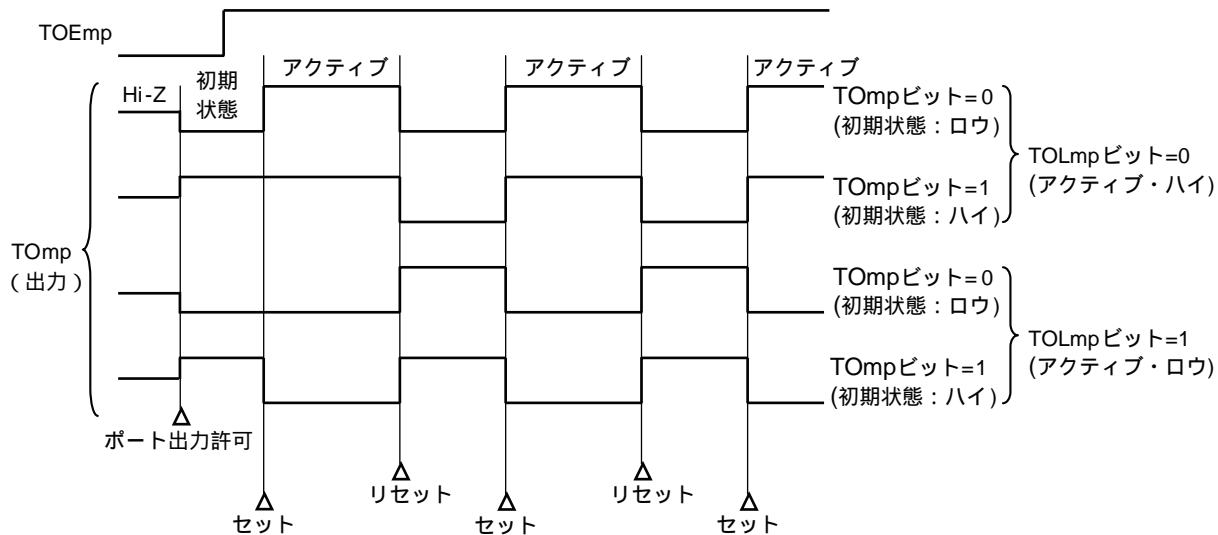 TOEmp
アクティブ
アクティブ
アクティブ
Hi-Z
初期
状態
TOmpビット=0
(初期状態：ロウ)
TOLmpビット=0
(アクティブ・ハイ)
TOmpビット=1
(初期状態：ハイ)
TOmp
（出力）
TOmpビット=0
(初期状態：ロウ)
TOLmpビット=1
(アクティブ・ロウ)
TOmpビット=1
(初期状態：ハイ)
ポート出力許可
リセット
リセット
セット
セット
セット